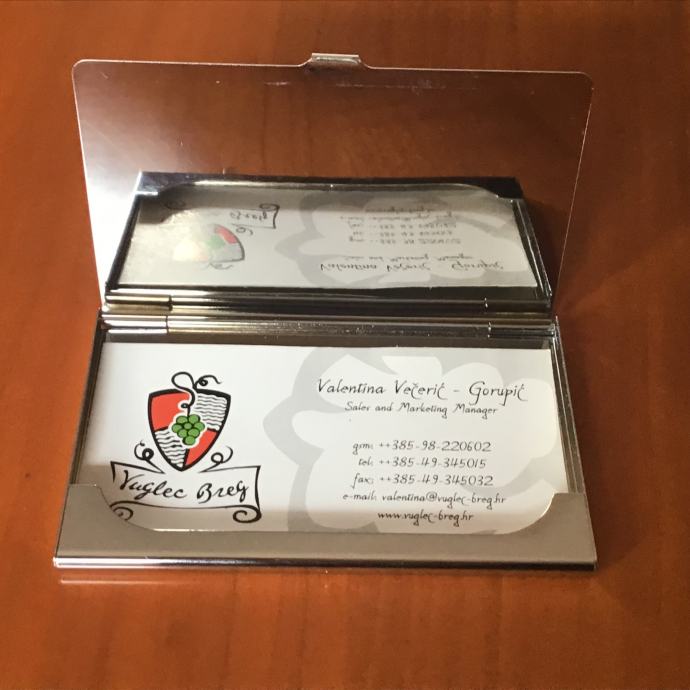 Valentina Večerić - Gorupić
Sales and Marketing Manager
gsm: ++385-98-220602
tel: ++385-49-345015
fax: ++385-49-345032
e-mail: valentina@vuglec-breg.hr
www.vuglec-breg.hr
Vuglec Breg